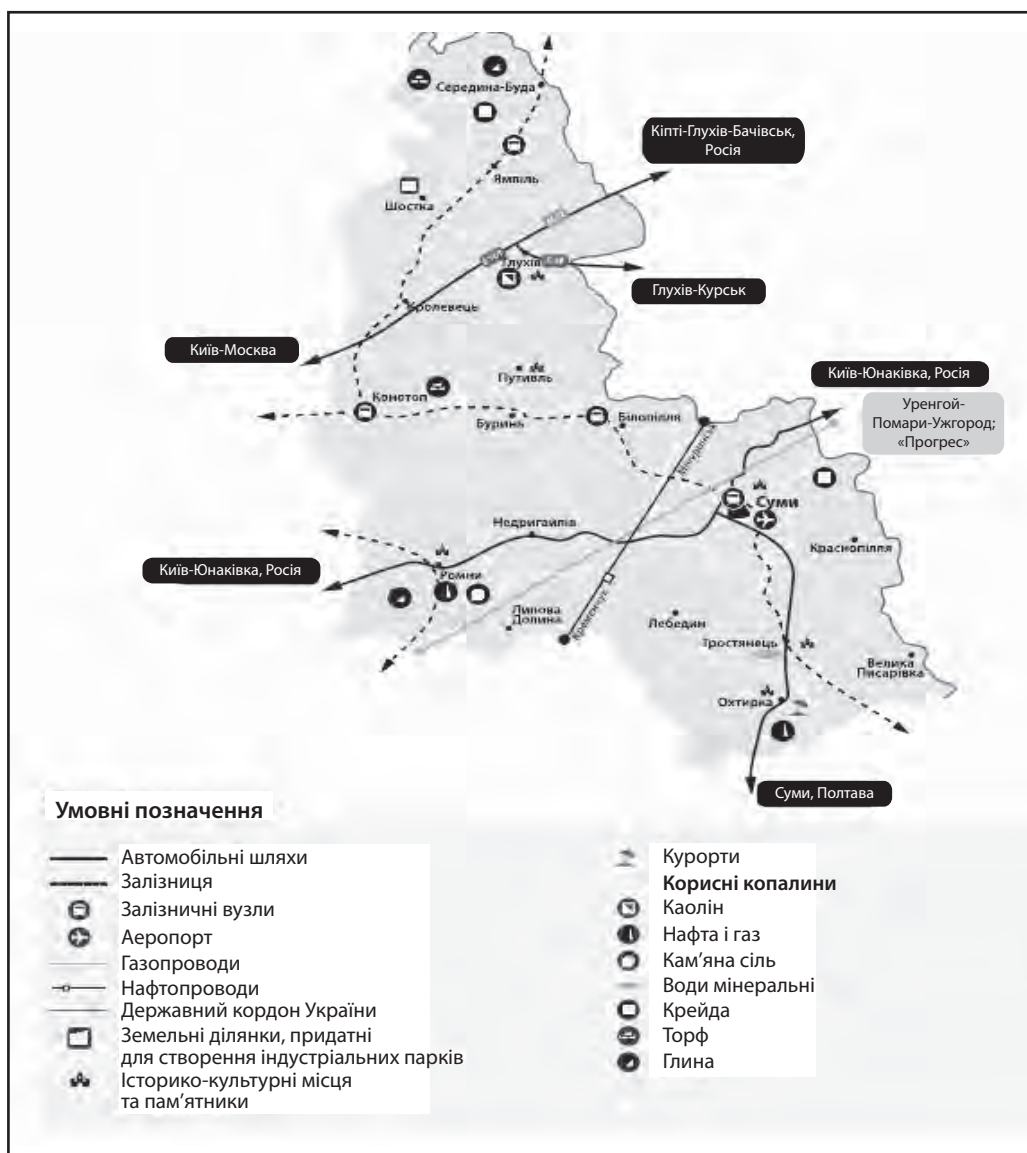 Середина-Буда
Кіпті-Глухів-Бачівськ,
Росія
Ямпіль
Шостка
Глухів
Глухів-Курськ
Кролевець
Київ-Москва
Путивль
Київ-Юнаківка, Росія
Конотоп
Буринь
Білопілля
Уренгой-
Помари-Ужгород;
«Прогрес»
Мічурінськ
Суми
Недригайлів
Краснопілля
Київ-Юнаківка, Росія
Ромни
Липова
Долина
Кременчук
Лебедин
Тростянець
Велика
Писарівка
Охтирка
Суми, Полтава
Умовні позначення
Автомобільні шляхи
Залізниця
Залізничні вузли
Аеропорт
Газопроводи
Нафтопроводи
Державний кордон України
Земельні ділянки, придатні
для створення індустріальних парків
Історико-культурні місця
та пам’ятники
Курорти
Корисні копалини
Каолін
Нафта і газ
Кам’яна сіль
Води мінеральні
Крейда
Торф
Глина